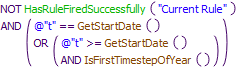 NOT HasRuleFiredSuccessfully ( "Current Rule" )
AND ( @"t" == GetStartDate ( )
OR ( @"t" >= GetStartDate ( )
AND IsFirstTimestepOfYear ( ) ) )